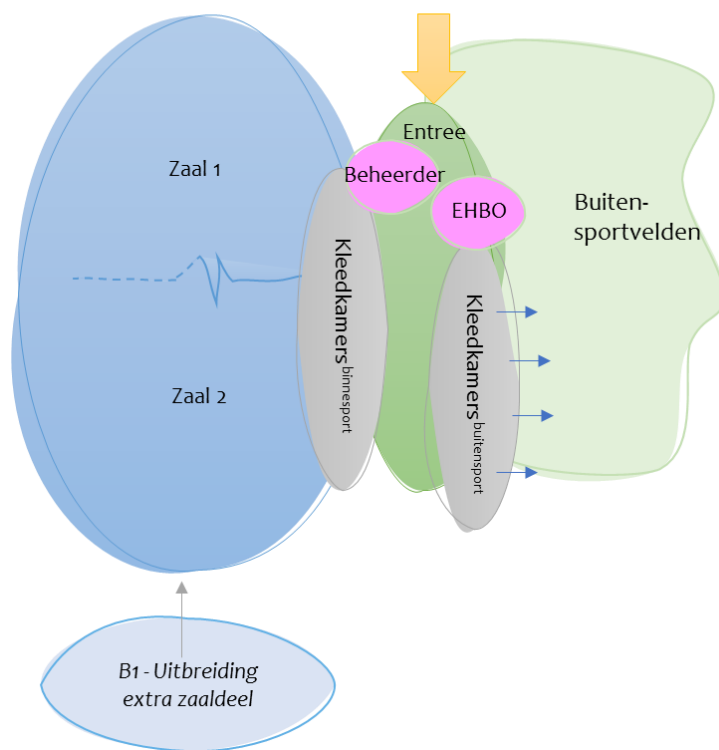 Entree
Zaal 1
Beheerder
EHBO
Buiten-
sportvelden
Kleedkamers binnesport
Kleedkamers buitensport
Zaal 2
B1 - Uitbreiding
extra zaaldeel